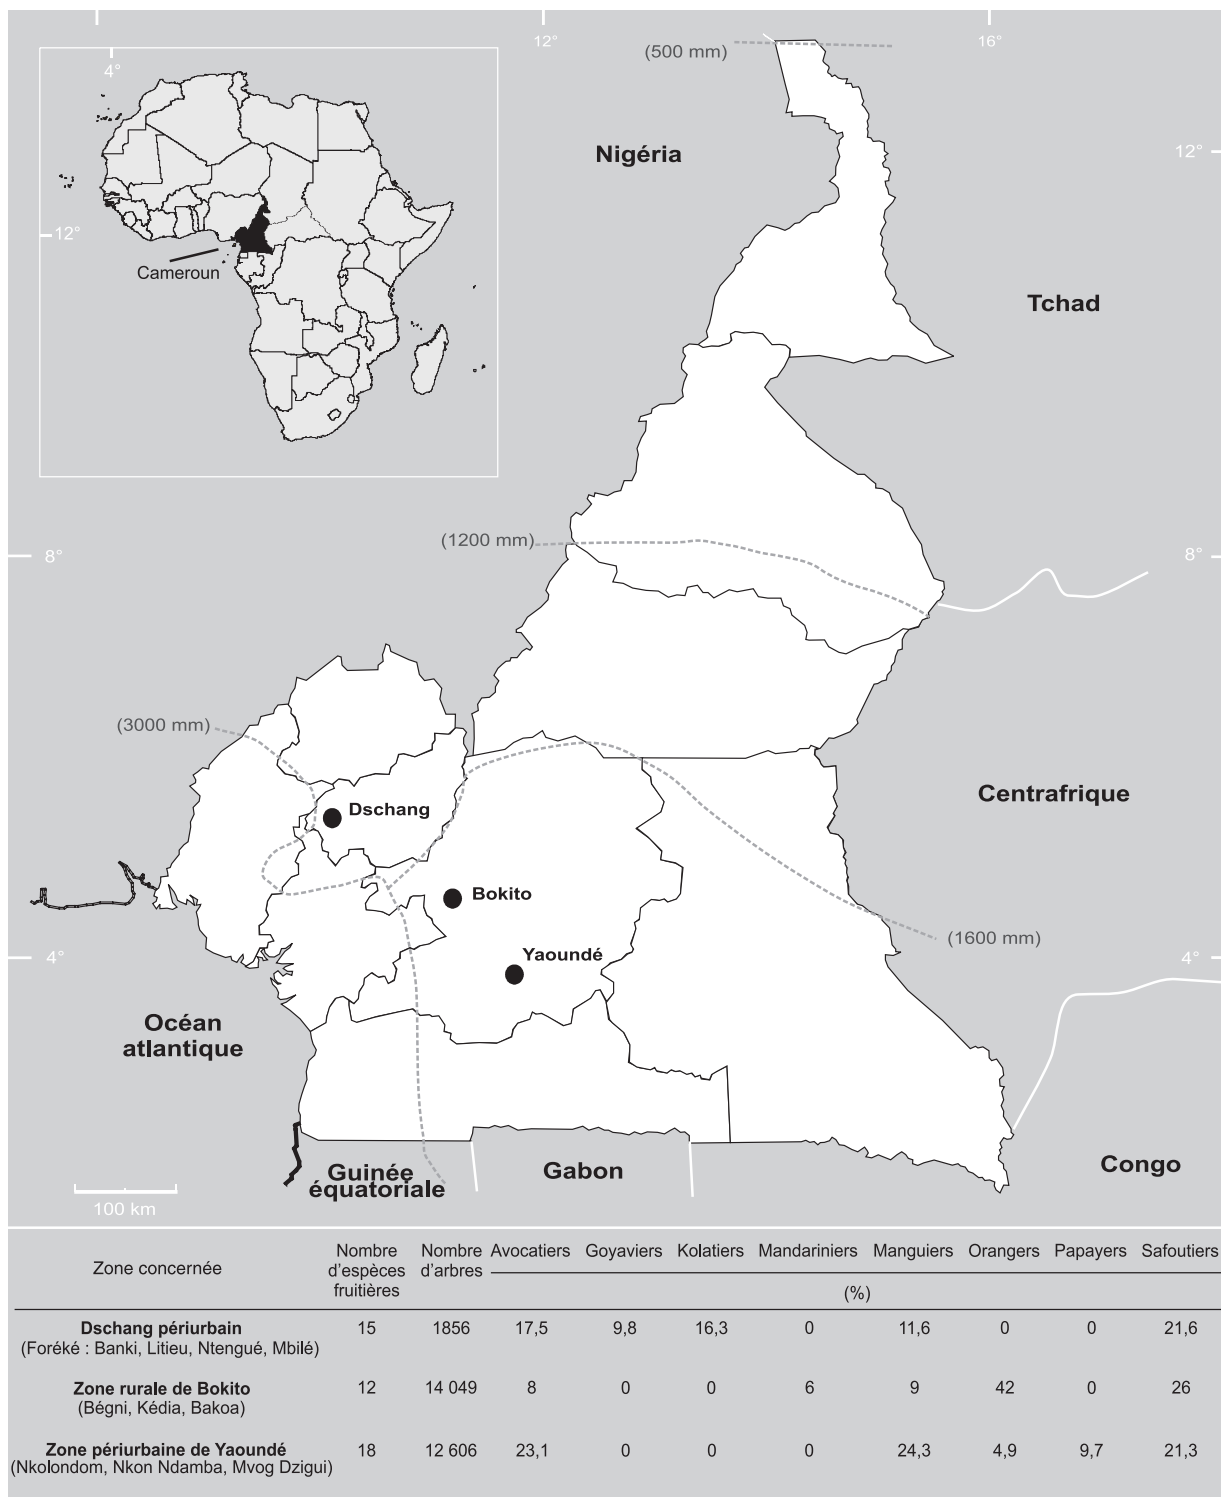 12°
16°
(500 mm)
4°
Nigéria
12°
12°
Cameroun
Tchad
(1200 mm)
8°
8°
(3000 mm)
Centrafrique
Dschang
Bokito
(1600 mm)
Yaoundé
4°
4°
Océan
atlantique
Guinée
équatoriale
Gabon
Congo
100 km
Zone concernée
Nombre
d'espèces
fruitières
Nombre
d'arbres
Avocatiers Goyaviers Kolatiers Mandariniers Manguiers Orangers Papayers Safoutiers
(%)
Dschang périurbain 15 1856 17,5 9,8 16,3 0 11,6 0 0 21,6
(Foréké : Banki, Litieu, Ntengué, Mbilé)
Zone rurale de Bokito 12 14 049 8 0 0 6 9 42 0 26
(Bégni, Kédia, Bakoa)
Zone périurbaine de Yaoundé 18 12 606 23,1 0 0 0 24,3 4,9 9,7 21,3
(Nkolondom, Nkon Ndamba, Mvog Dzigui)